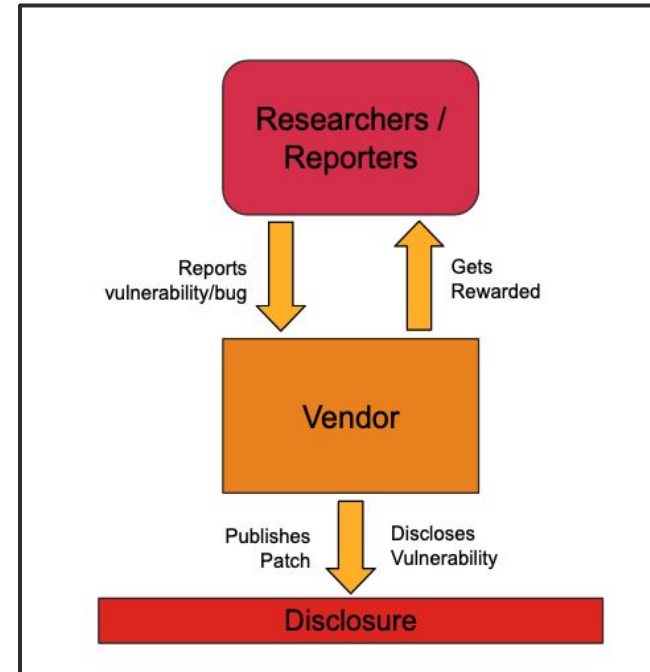 Researchers /
Reporters
Reports
vulnerability/bug
Gets
Rewarded
Vendor
Publishes
Patch
Discloses
Vulnerability
Disclosure